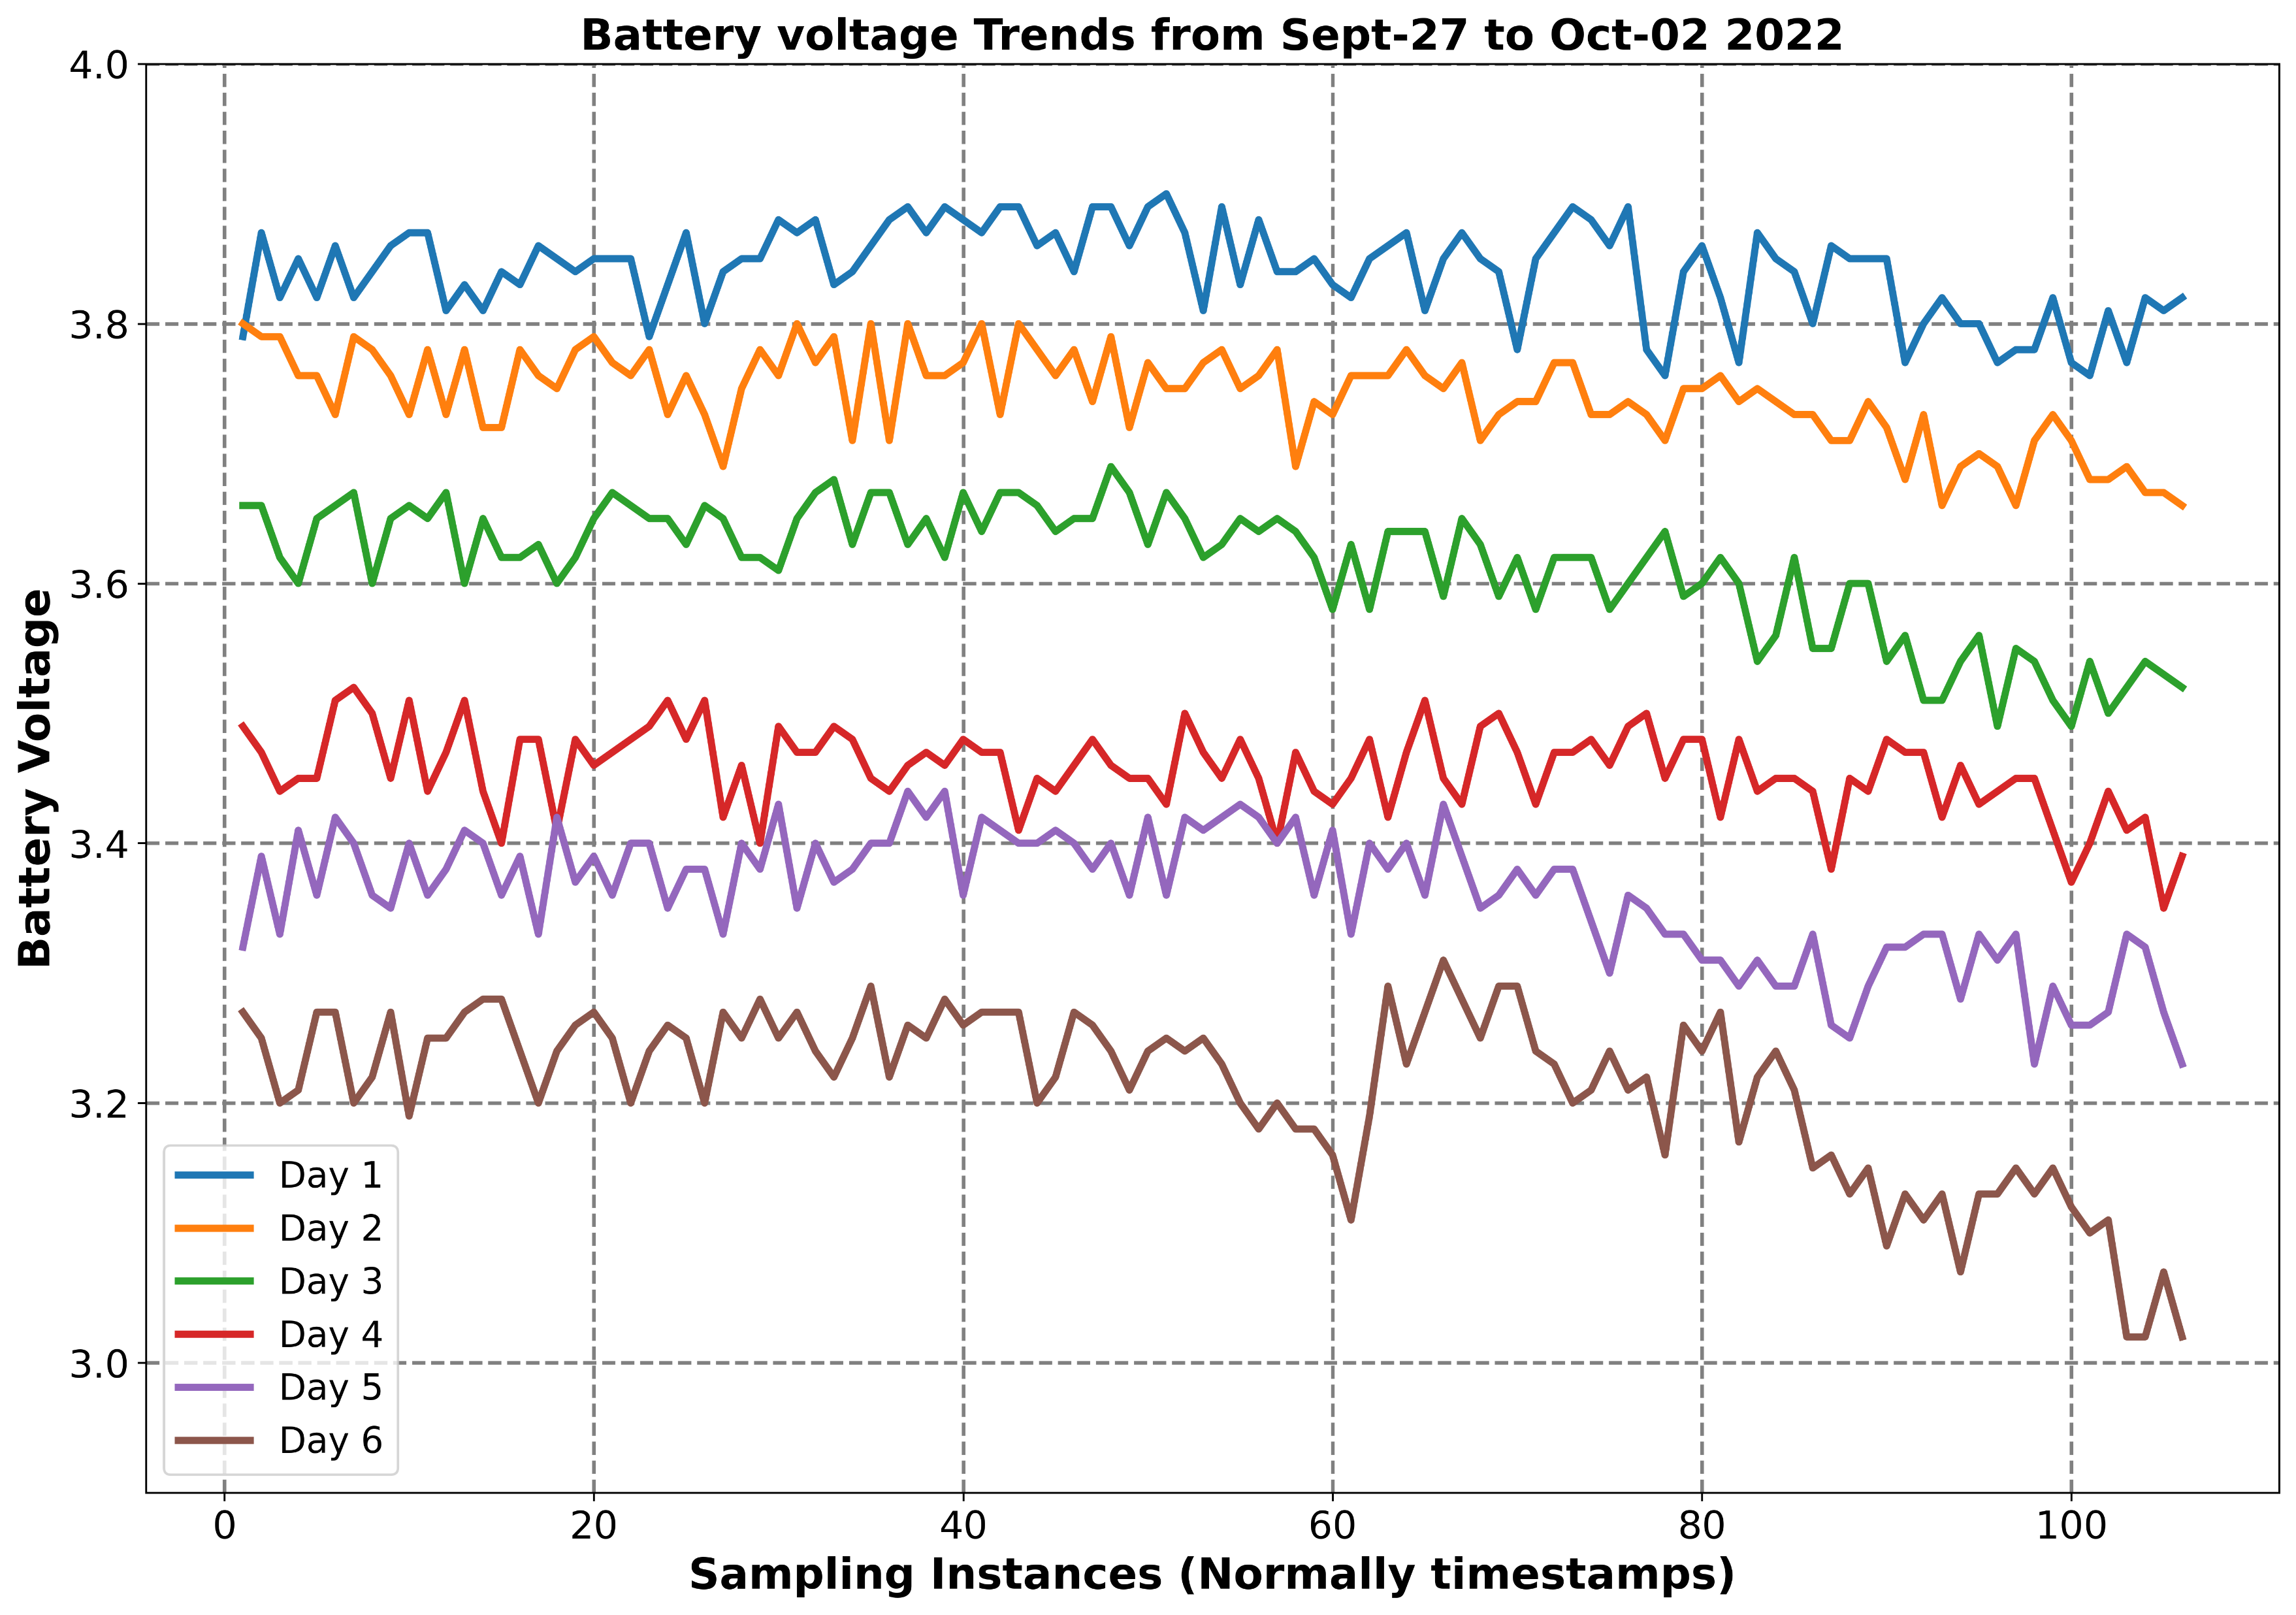 Battery voltage Trends from Sept-27 to Oct-02 2022
4.0
3.8
3.6
3.4
3.2
3.0
Battery Voltage
Day 1
Day 2
Day 3
Day 4
Day 5
Day 6
0 20 40 60 80 100
Sampling Instances (Normally timestamps)